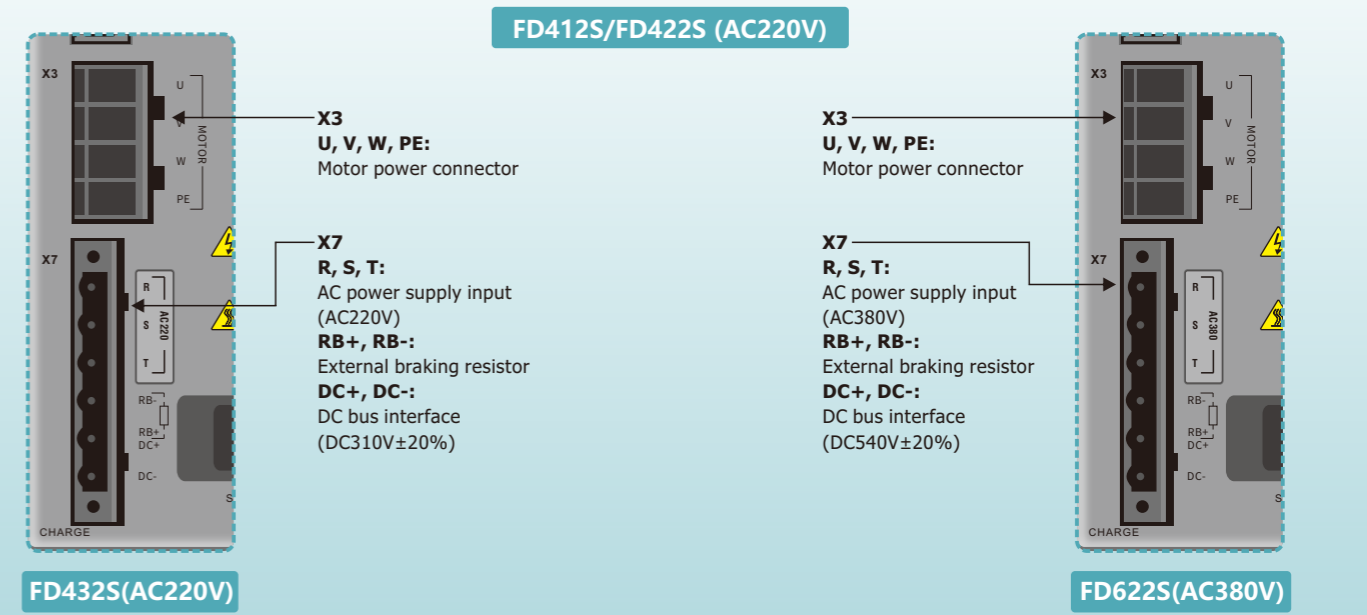 FD412S/FD422S (AC220V)
X3
U
V
W
PE
MOTOR
X7
R
S
T
AC220
RB-
RB+
DC+
DC-
S
CHARGE
FD432S(AC220V)
X3
U, V, W, PE:
Motor power connector
X7
R, S, T:
AC power supply input
(AC220V)
RB+, RB-:
External braking resistor
DC+, DC-:
DC bus interface
(DC310V±20%)
X3
U, V, W, PE:
Motor power connector
X7
R, S, T:
AC power supply input
(AC380V)
RB+, RB-:
External braking resistor
DC+, DC-:
DC bus interface
(DC540V±20%)
X3
U
V
W
PE
MOTOR
X7
R
S
T
AC380
RB-
RB+
DC+
DC-
S
CHARGE
FD622S(AC380V)